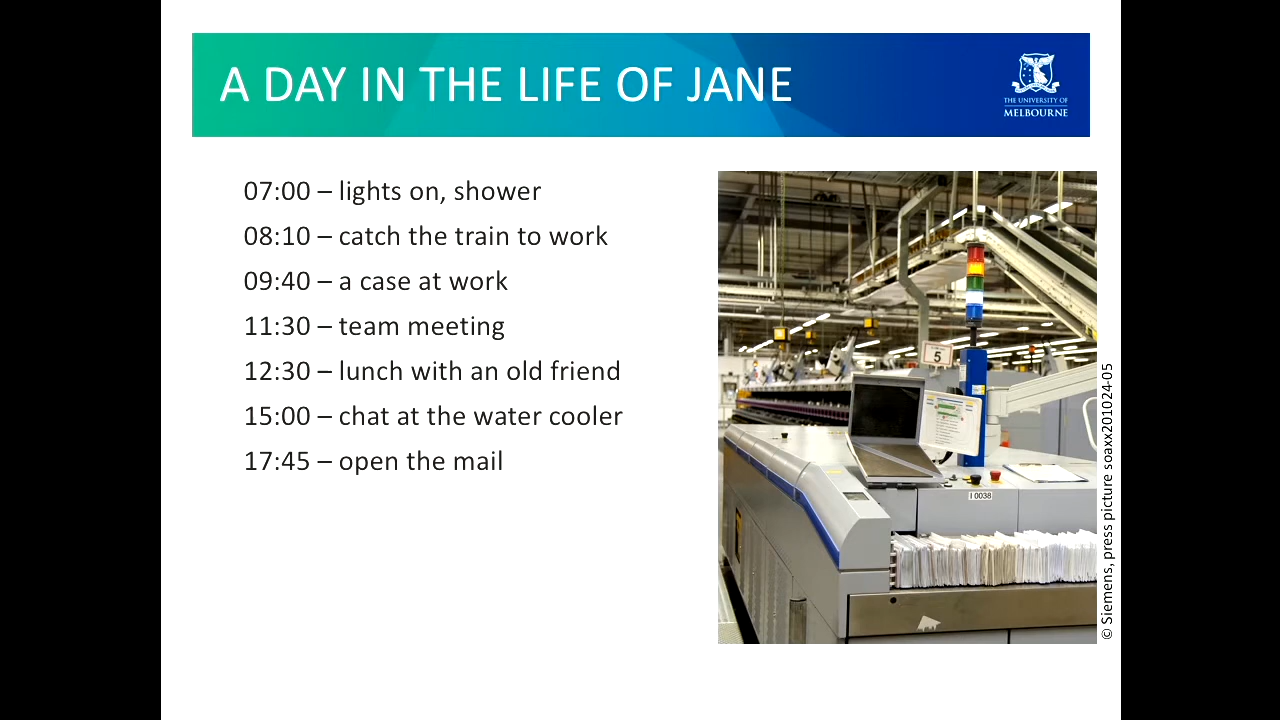 A DAY IN THE LIFE OF JANE
THE UNIVERSITY OF
MELBOURNE
07:00 – lights on, shower
08:10 – catch the train to work
09:40 – a case at work
11:30 – team meeting
12:30 – lunch with an old friend
15:00 – chat at the water cooler
17:45 – open the mail
5
I 0038
© Siemens, press picture soaxx201024-05